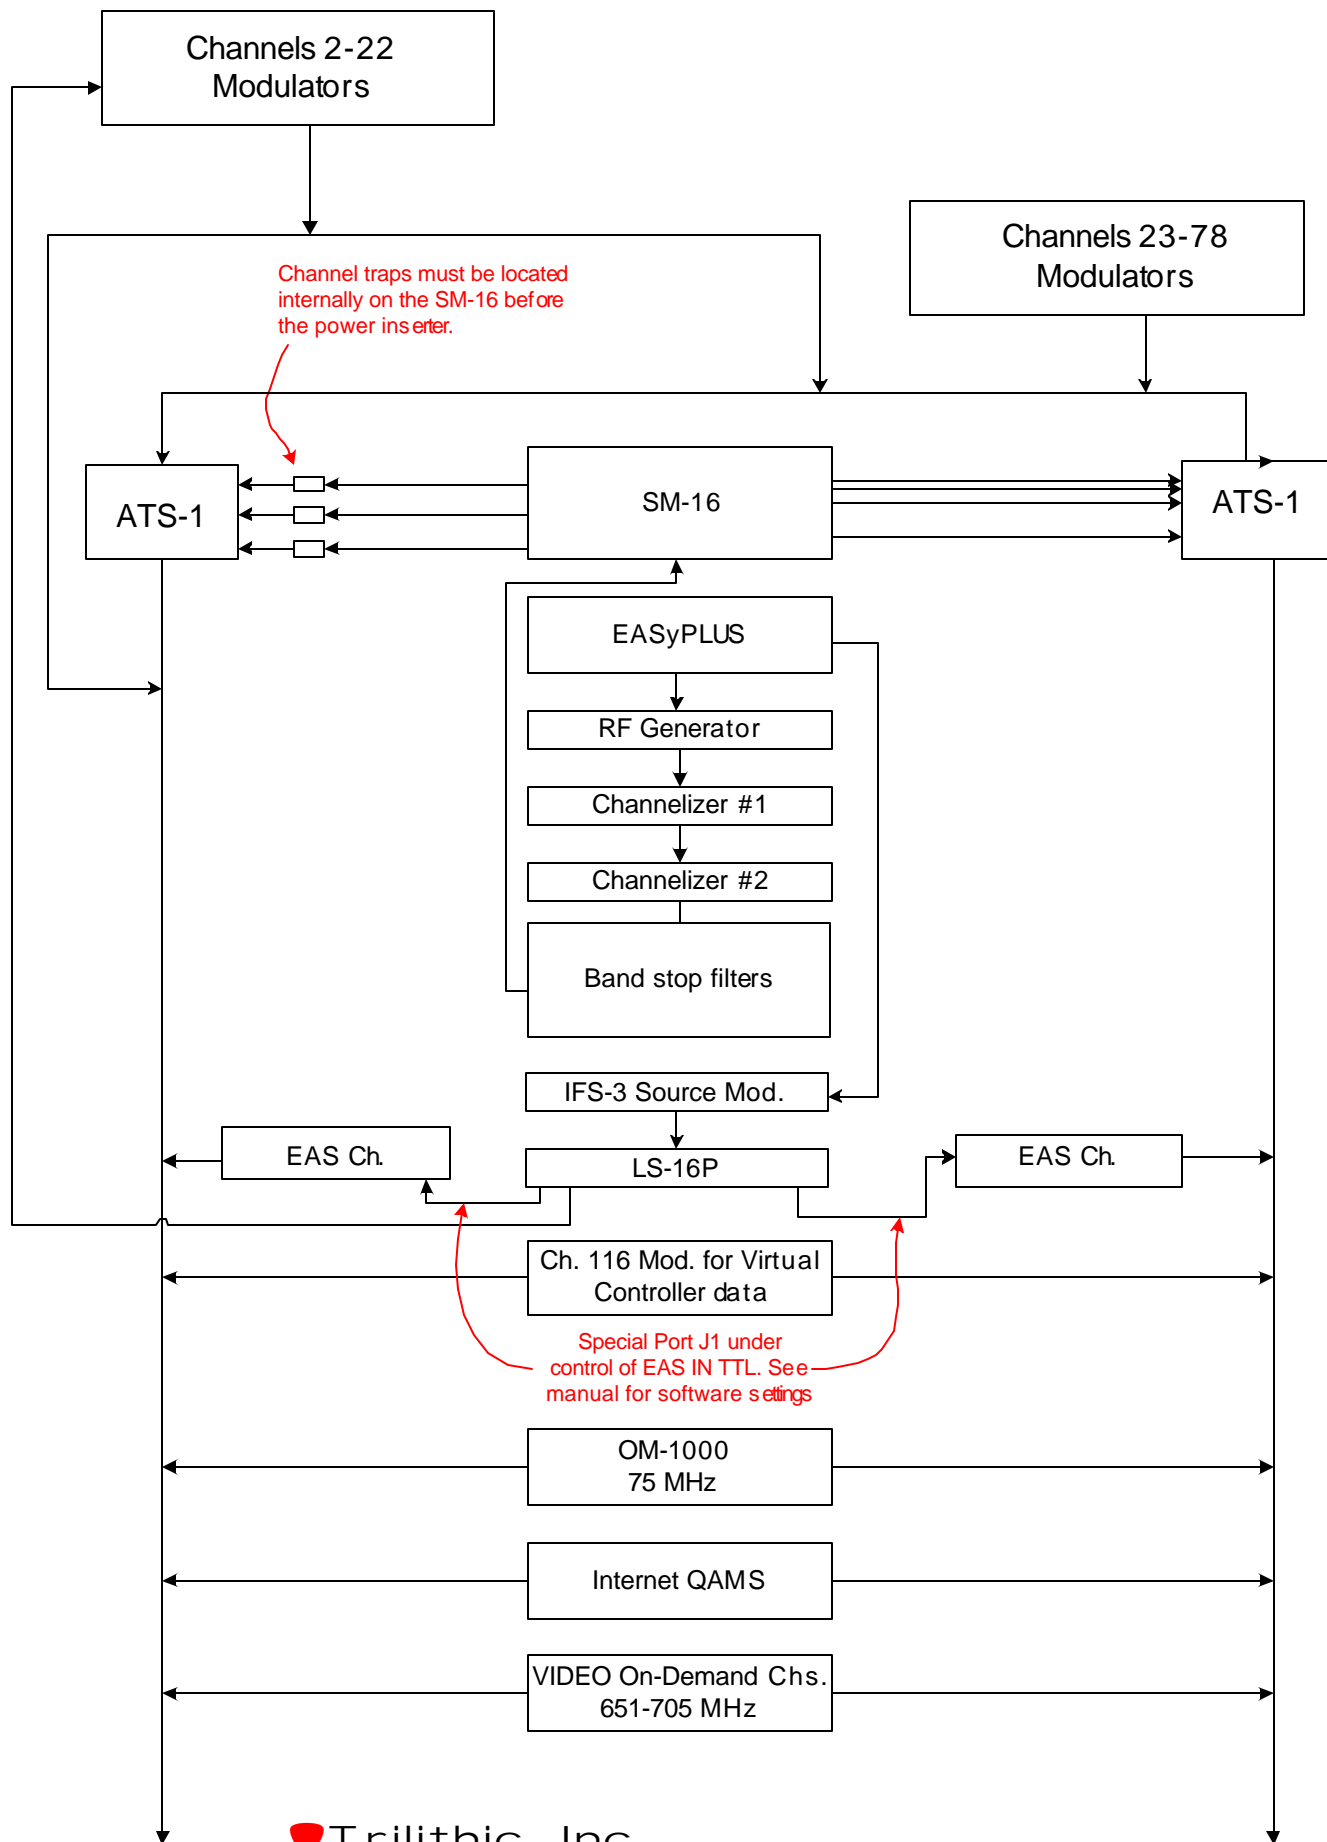 Channels 2-22
Modulators
Channels 23-78
Modulators
Channel traps must be located
internally on the SM-16 before
the power inserter.
ATS-1
SM-16
ATS-1
EASyPLUS
RF Generator
Channelizer #1
Channelizer #2
Band stop filters
IFS-3 Source Mod.
EAS Ch.
LS-16P
EAS Ch.
Ch. 116 Mod. for Virtual
Controller data
Special Port J1 under
control of EAS IN TTL. See
manual for software settings
OM-1000
75 MHz
Internet QAMS
VIDEO On-Demand Chs.
651-705 MHz
Trilithic, Inc.